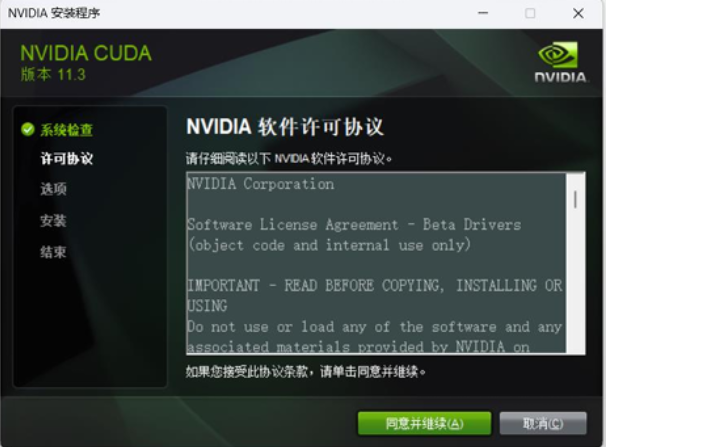 NVIDIA 安装程序
NVIDIA CUDA
版本 11.3
NVIDIA
系统检查
许可协议
选项
安装
结束
NVIDIA 软件许可协议
请仔细阅读以下 NVIDIA 软件许可协议。
NVIDIA Corporation
Software License Agreement - Beta Drivers
(object code and internal use only)
IMPORTANT - READ BEFORE COPYING, INSTALLING OR
USING
Do not use or load any of the software and any
associated materials provided by NVIDIA on
如果您接受此协议条款，请单击同意并继续。
同意并继续(A)
取消(C)